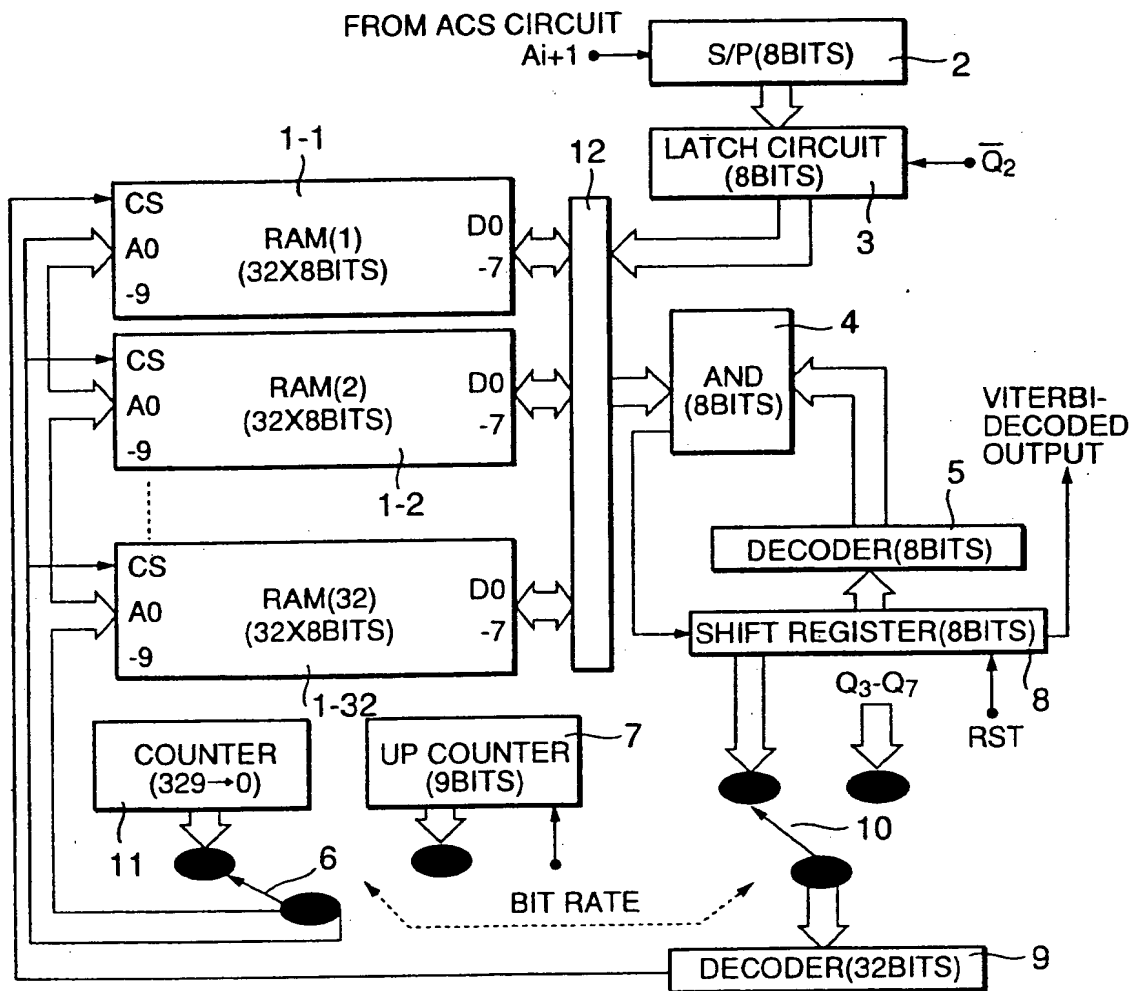 FROM ACS CIRCUIT
Ai+1
S/P(8BITS)
2
1-1
12
LATCH CIRCUIT
(8BITS)
Q̅2
3
CS
A0
-9
RAM(1)
(32X8BITS)
D0
-7
4
CS
A0
-9
RAM(2)
(32X8BITS)
D0
-7
AND
(8BITS)
VITERBI-
DECODED
OUTPUT
1-2
5
DECODER(8BITS)
CS
A0
-9
RAM(32)
(32X8BITS)
D0
-7
SHIFT REGISTER(8BITS)
8
1-32
Q3-Q7
RST
COUNTER
(329→0)
11
UP COUNTER
(9BITS)
7
10
6
BIT RATE
DECODER(32BITS)
9